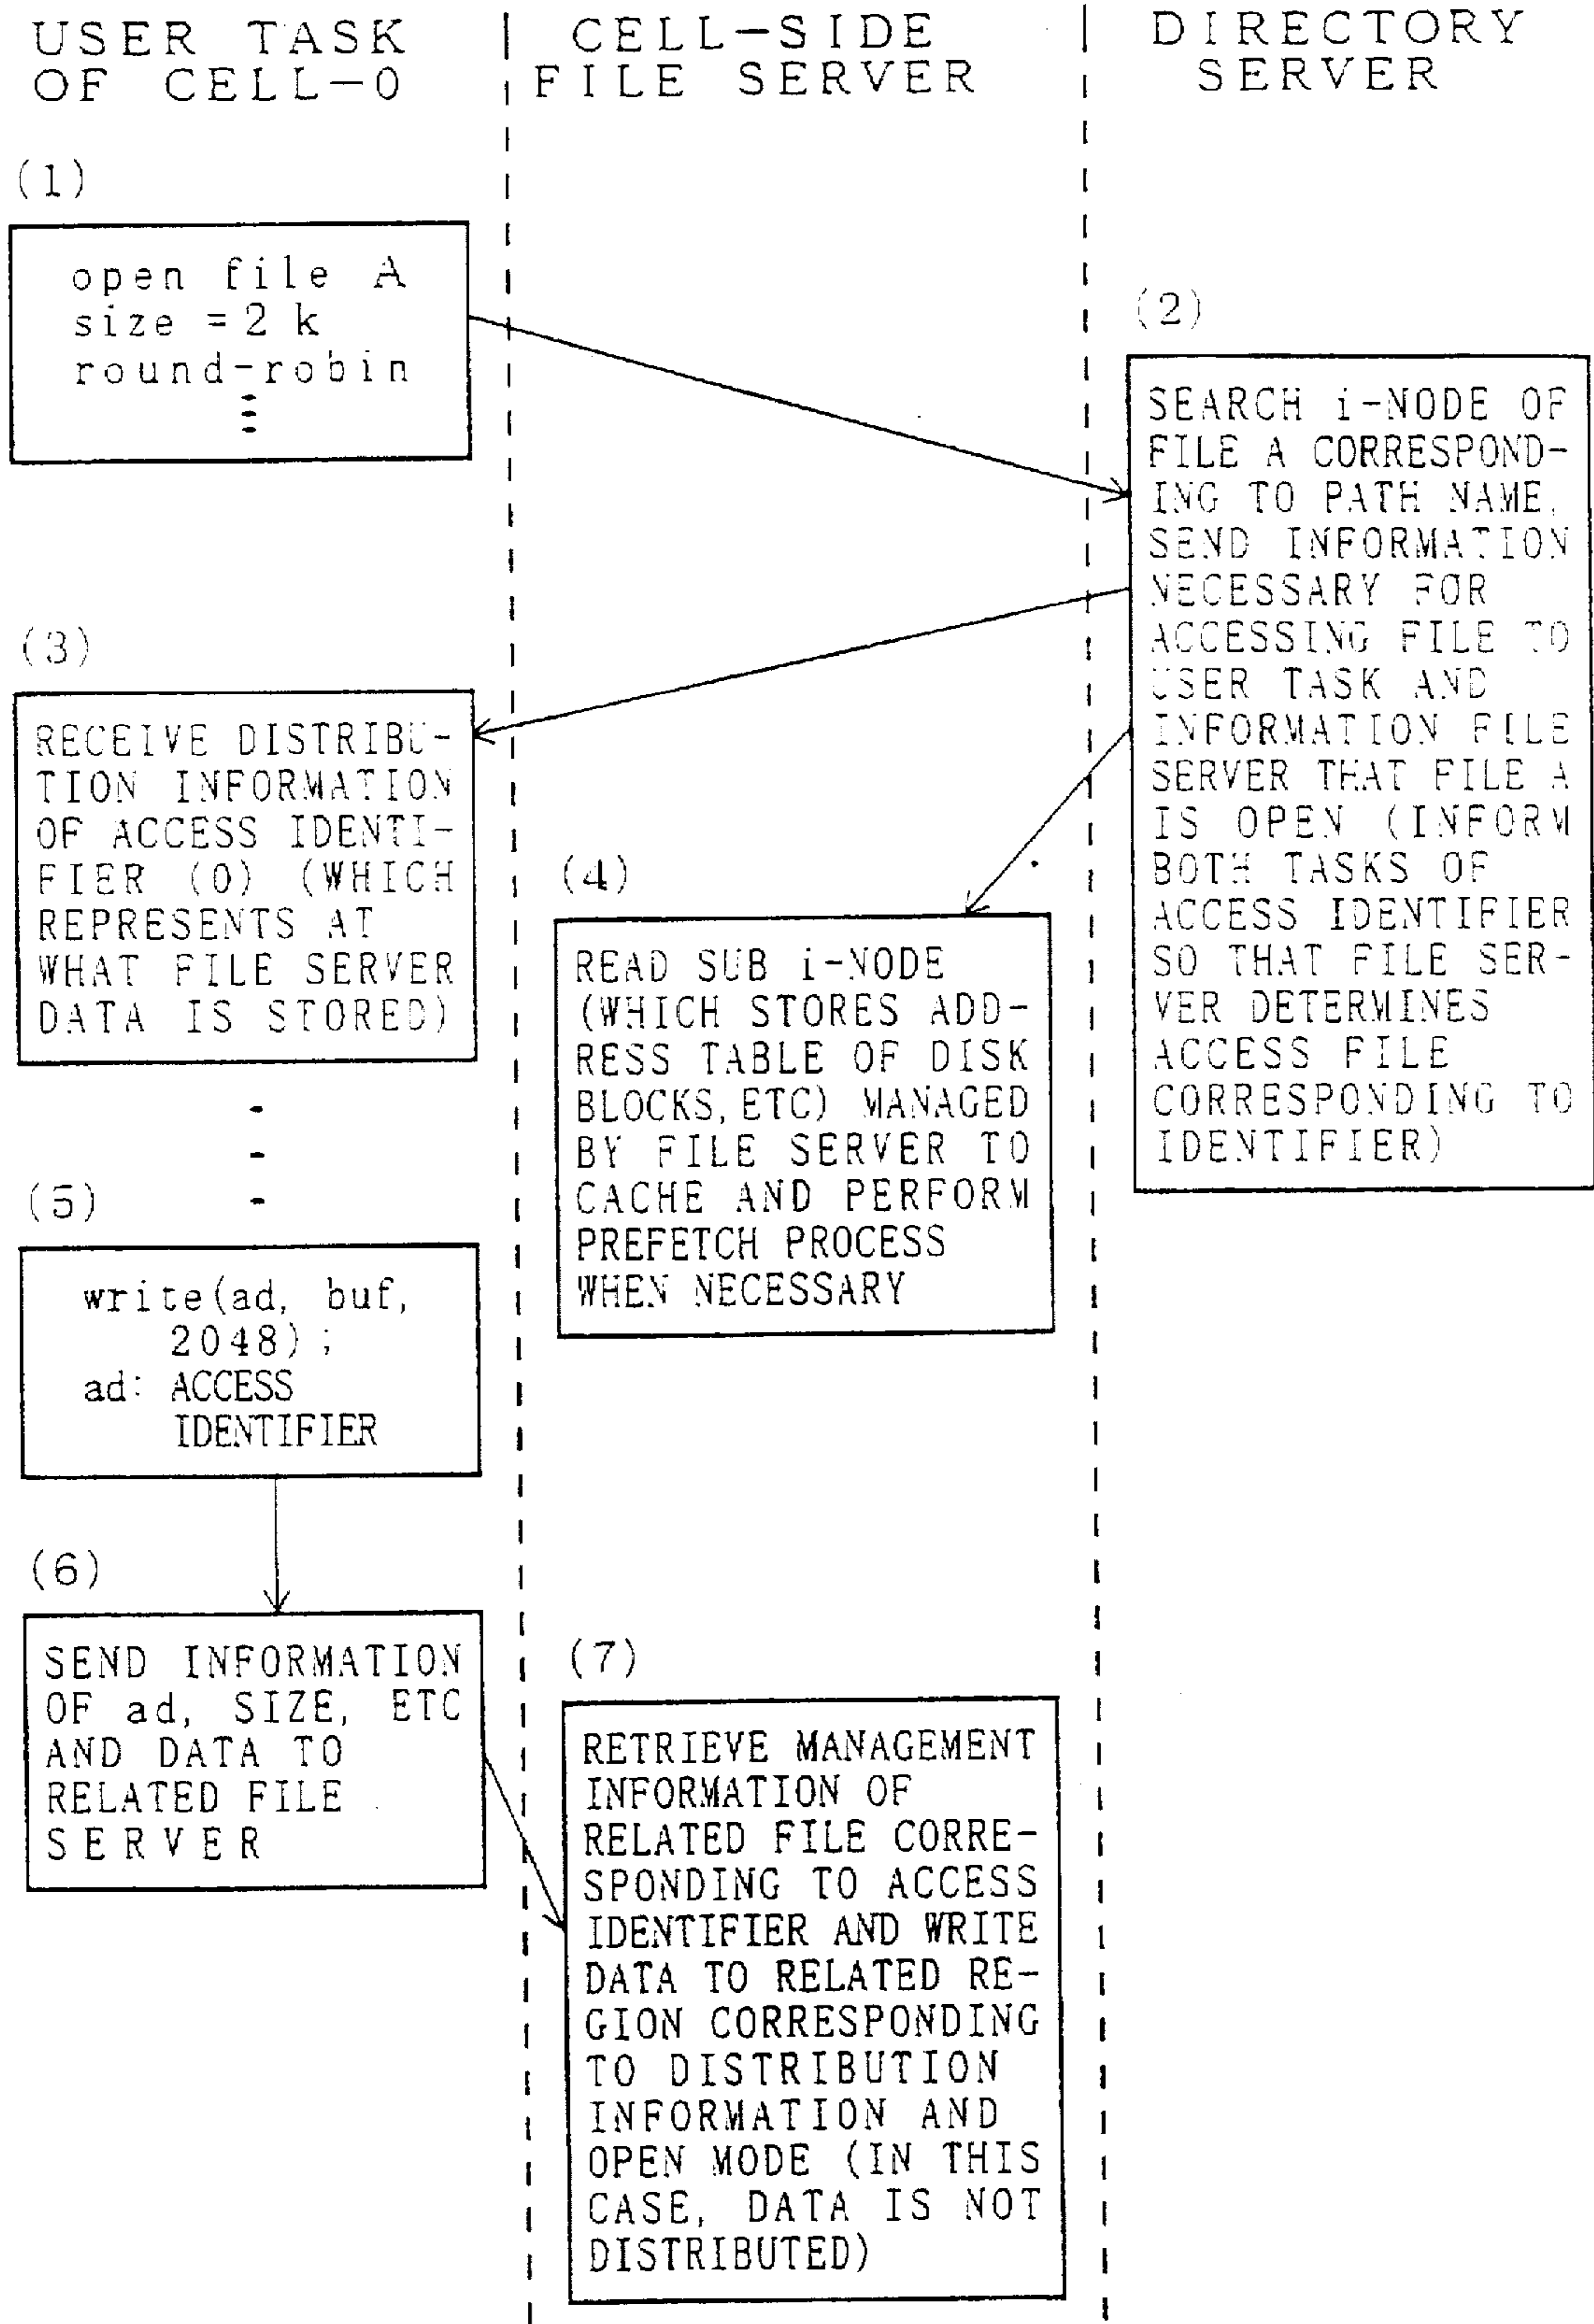 USER TASK
OF CELL-0
CELL-SIDE
FILE SERVER
DIRECTORY
SERVER
(1)
open file A
size = 2 k
round-robin
(2)
SEARCH i-NODE OF
FILE A CORRESPOND-
ING TO PATH NAME,
SEND INFORMATION
NECESSARY FOR
ACCESSING FILE TO
USER TASK AND
INFORMATION FILE
SERVER THAT FILE A
IS OPEN (INFORM
BOTH TASKS OF
ACCESS IDENTIFIER
SO THAT FILE SER-
VER DETERMINES
ACCESS FILE
CORRESPONDING TO
IDENTIFIER)
(3)
RECEIVE DISTRIBU-
TION INFORMATION
OF ACCESS IDENTI-
FIER (0) (WHICH
REPRESENTS AT
WHAT FILE SERVER
DATA IS STORED)
(4)
READ SUB i-NODE
(WHICH STORES ADD-
RESS TABLE OF DISK
BLOCKS, ETC) MANAGED
BY FILE SERVER TO
CACHE AND PERFORM
PREFETCH PROCESS
WHEN NECESSARY
(5)
write(ad, buf,
2048);
ad: ACCESS
IDENTIFIER
(6)
SEND INFORMATION
OF ad, SIZE, ETC
AND DATA TO
RELATED FILE
SERVER
(7)
RETRIEVE MANAGEMENT
INFORMATION OF
RELATED FILE CORRE-
SPONDING TO ACCESS
IDENTIFIER AND WRITE
DATA TO RELATED RE-
GION CORRESPONDING
TO DISTRIBUTION
INFORMATION AND
OPEN MODE (IN THIS
CASE, DATA IS NOT
DISTRIBUTED)